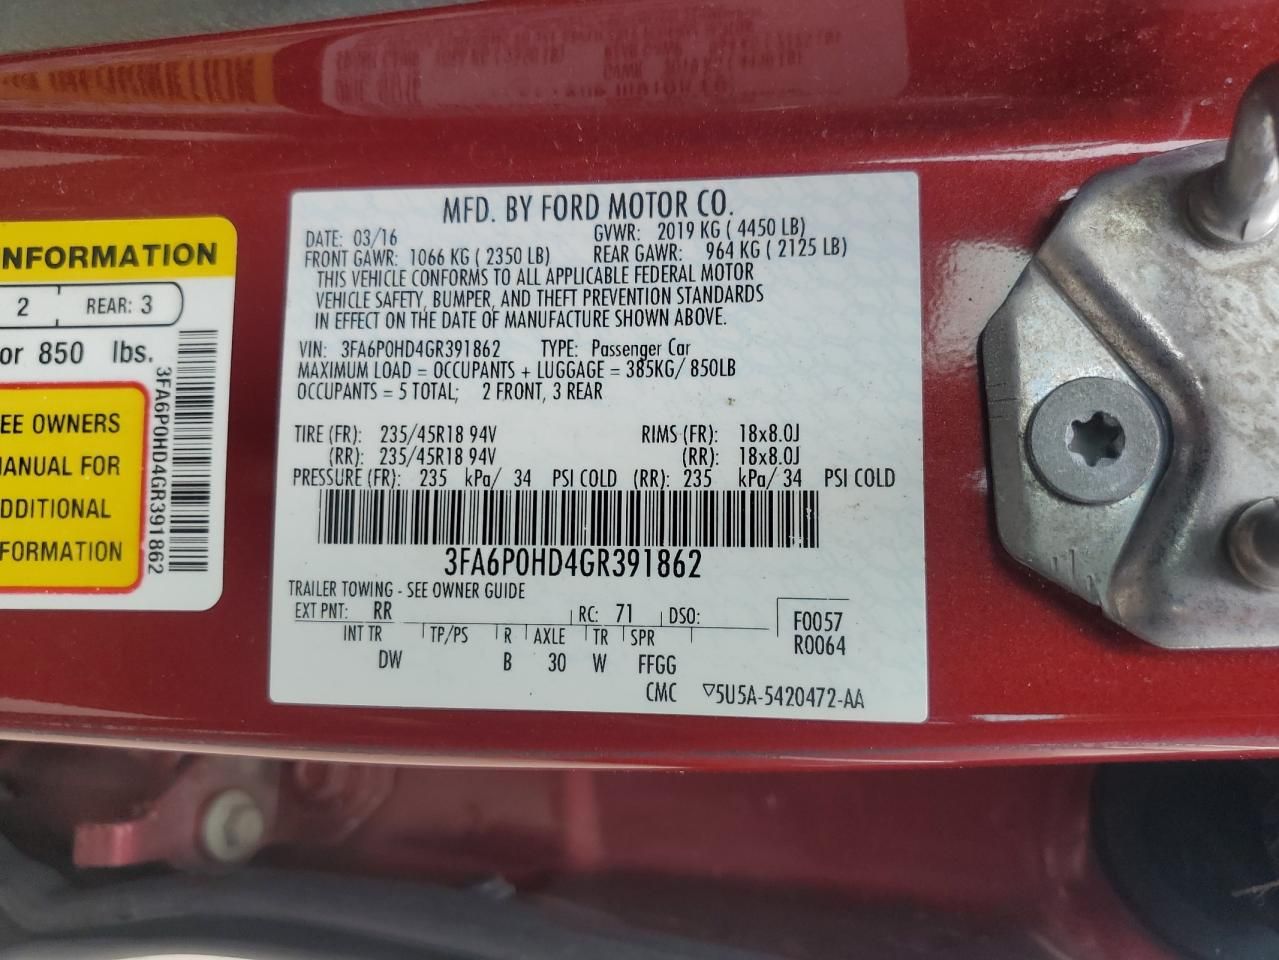 MFD. BY FORD MOTOR CO.
DATE: 03/16 GVWR: 2019 KG ( 4450 LB)
FRONT GAWR: 1066 KG ( 2350 LB) REAR GAWR: 964 KG ( 2125 LB)
THIS VEHICLE CONFORMS TO ALL APPLICABLE FEDERAL MOTOR
VEHICLE SAFETY, BUMPER, AND THEFT PREVENTION STANDARDS
IN EFFECT ON THE DATE OF MANUFACTURE SHOWN ABOVE.
VIN: 3FA6P0HD4GR391862 TYPE: Passenger Car
MAXIMUM LOAD = OCCUPANTS + LUGGAGE = 385KG/ 850LB
OCCUPANTS = 5 TOTAL; 2 FRONT, 3 REAR
TIRE (FR): 235/45R18 94V RIMS (FR): 18x8.0J
(RR): 235/45R18 94V (RR): 18x8.0J
PRESSURE (FR): 235 kPa/ 34 PSI COLD (RR): 235 kPa/ 34 PSI COLD
3FA6P0HD4GR391862
TRAILER TOWING - SEE OWNER GUIDE
EXT PNT: RR RC: 71 DSO: F0057
R0064
INT TR TP/PS R AXLE TR SPR
DW B 30 W FFGG
CMC ▽5U5A-5420472-AA
NFORMATION
2 REAR: 3
or 850 lbs.
EE OWNERS
MANUAL FOR
DDITIONAL
FORMATION
3FA6P0HD4GR391862